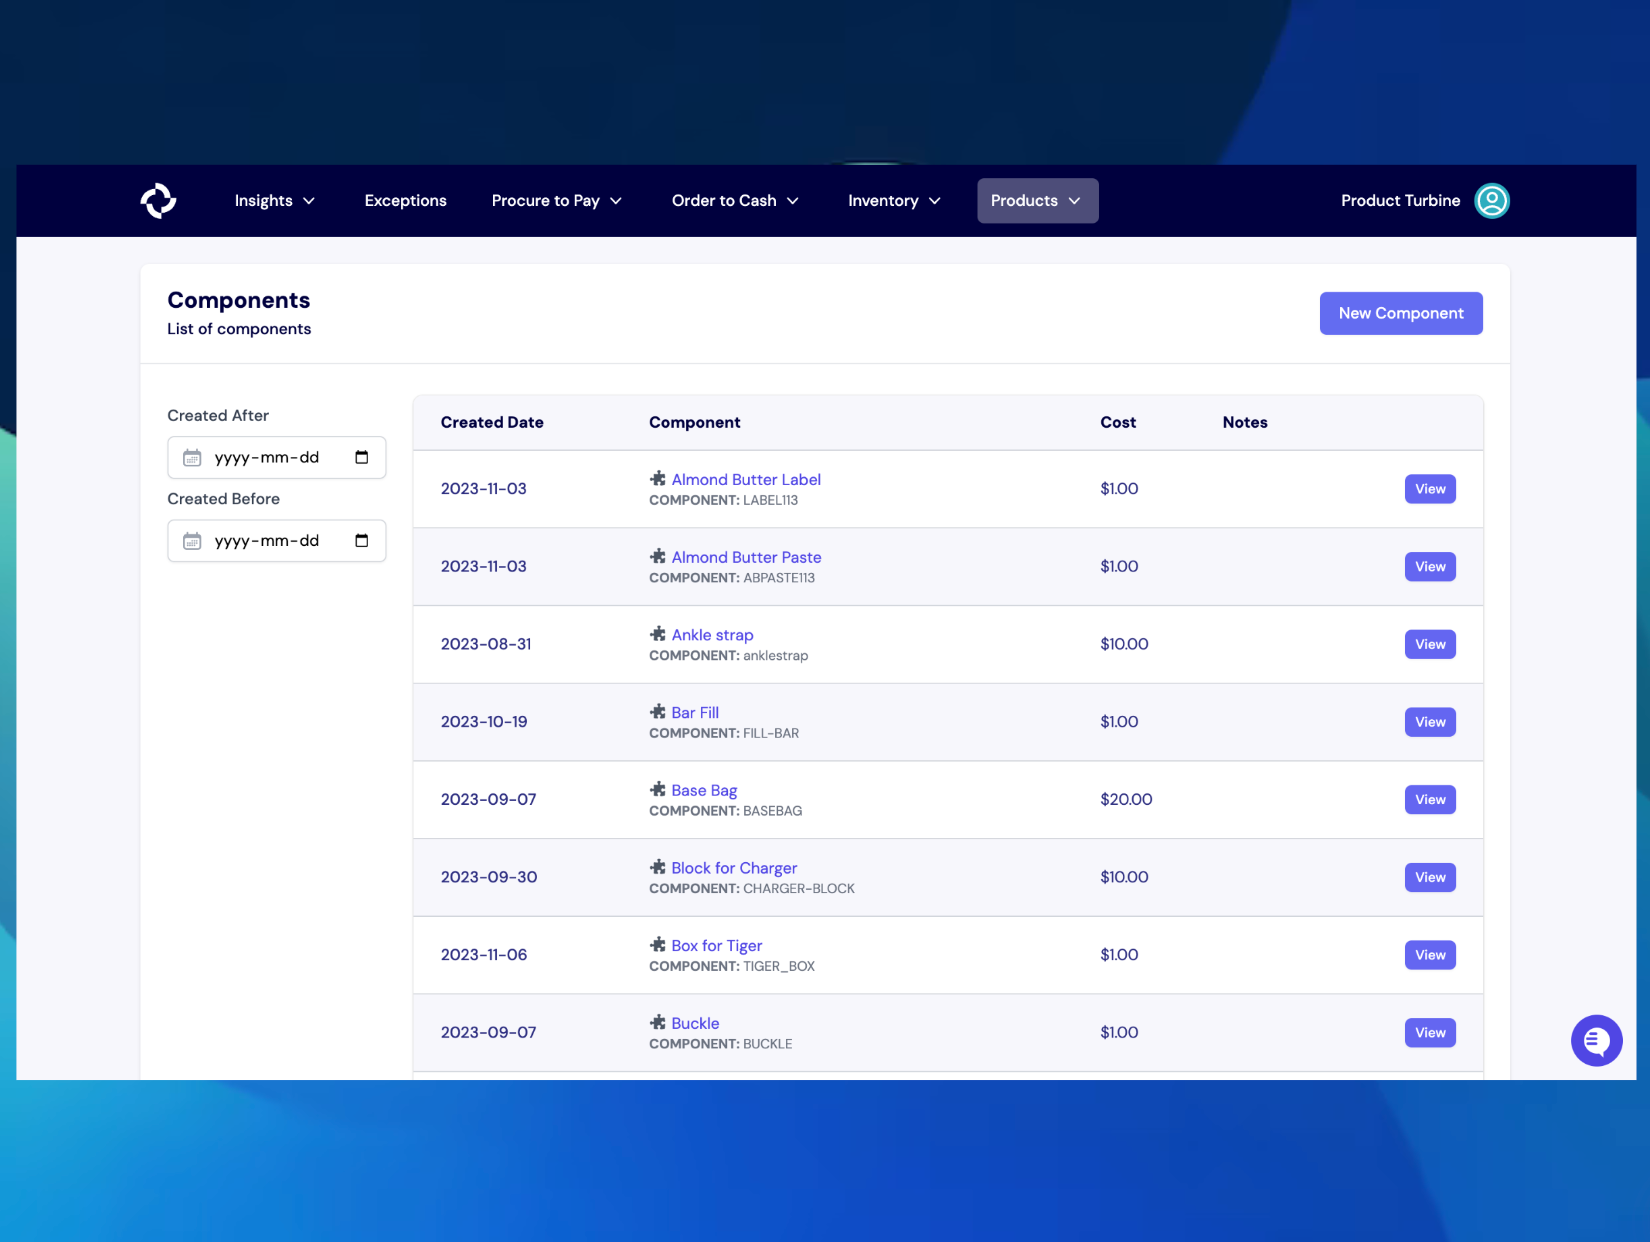 Insights
Exceptions
Procure to Pay
Order to Cash
Inventory
Products
Product Turbine
Components
List of components
New Component
Created After
yyyy-mm-dd
Created Before
yyyy-mm-dd
Created Date Component Cost Notes
2023-11-03 Almond Butter Label $1.00 View
COMPONENT: LABEL113
2023-11-03 Almond Butter Paste $1.00 View
COMPONENT: ABPASTE113
2023-08-31 Ankle strap $10.00 View
COMPONENT: anklestrap
2023-10-19 Bar Fill $1.00 View
COMPONENT: FILL-BAR
2023-09-07 Base Bag $20.00 View
COMPONENT: BASEBAG
2023-09-30 Block for Charger $10.00 View
COMPONENT: CHARGER-BLOCK
2023-11-06 Box for Tiger $1.00 View
COMPONENT: TIGER_BOX
2023-09-07 Buckle $1.00 View
COMPONENT: BUCKLE